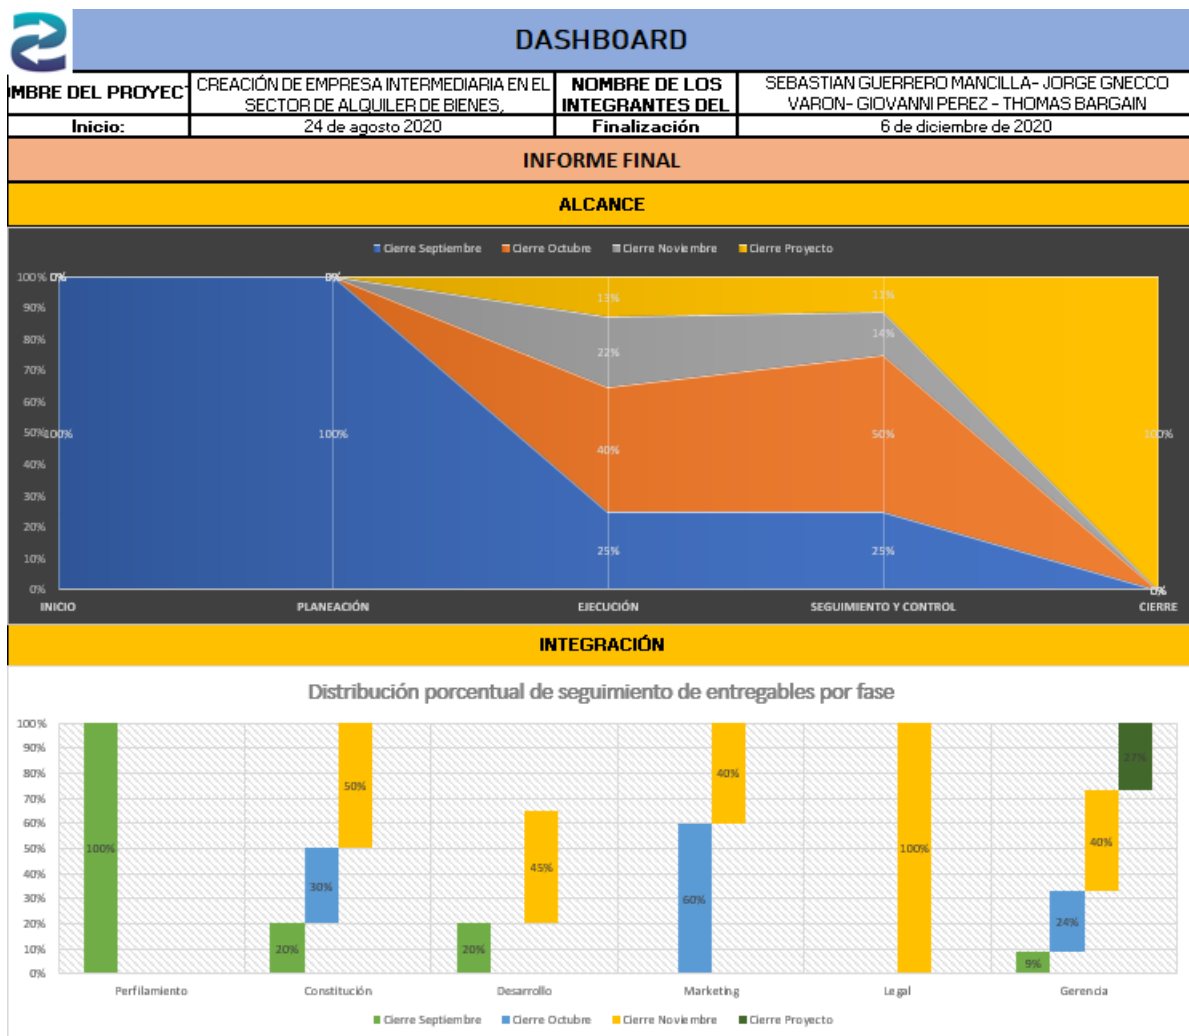 DASHBOARD
OMBRE DEL PROYEC
CREACIÓN DE EMPRESA INTERMEDIARIA EN EL
SECTOR DE ALQUILER DE BIENES,
NOMBRE DE LOS
INTEGRANTES DEL
SEBASTIAN GUERRERO MANCILLA- JORGE GNECCO
VARON- GIOVANNI PEREZ - THOMAS BARGAIN
Inicio:
24 de agosto 2020
Finalización
6 de diciembre de 2020
INFORME FINAL
ALCANCE
Cierre Septiembre
Cierre Octubre
Cierre Noviembre
Cierre Proyecto
100%
0%
0%
13%
11%
90%
80%
14%
22%
70%
60%
50%
100%
100%
40%
50%
100%
40%
30%
20%
25%
25%
10%
0%
0%
INICIO
PLANEACIÓN
EJECUCIÓN
SEGUIMIENTO Y CONTROL
CIERRE
INTEGRACIÓN
Distribución porcentual de seguimiento de entregables por fase
100%
90%
80%
70%
60%
50%
40%
30%
20%
10%
0%
100%
20%
30%
50%
20%
45%
60%
40%
100%
9%
24%
40%
27%
Perfilamiento
Constitución
Desarrollo
Marketing
Legal
Gerencia
Cierre Septiembre
Cierre Octubre
Cierre Noviembre
Cierre Proyecto